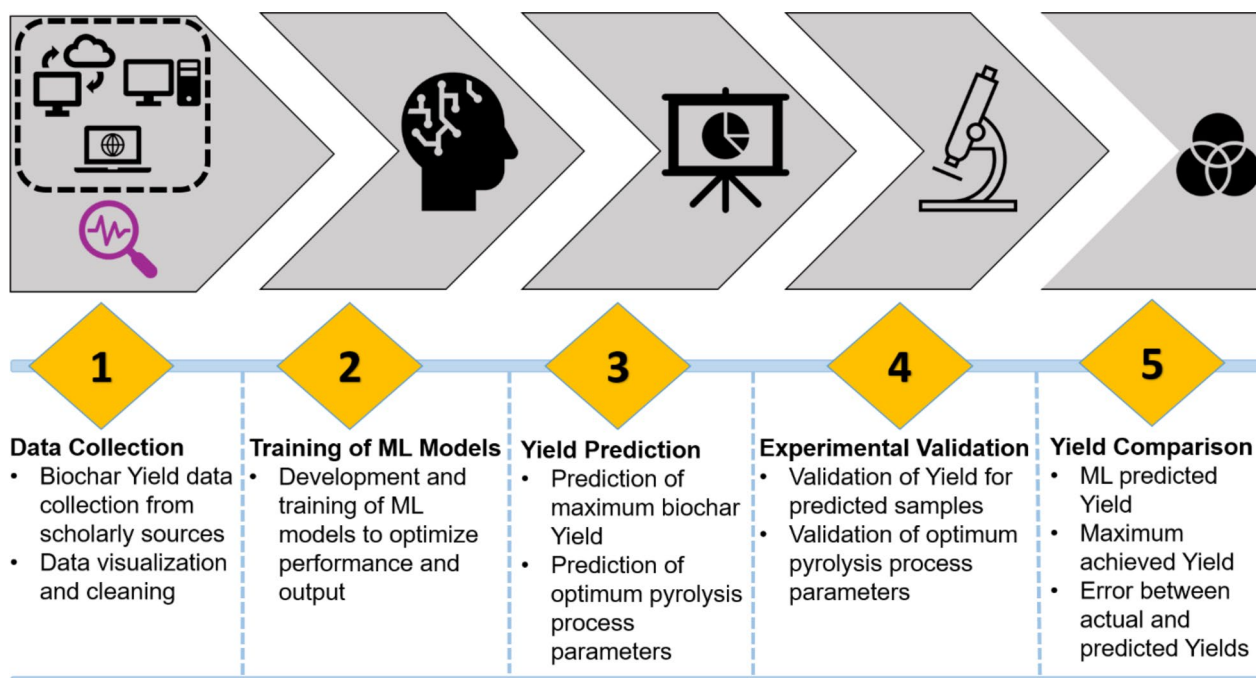 1
2
3
4
5
Data Collection
• Biochar Yield data
collection from
scholarly sources
• Data visualization
and cleaning
Training of ML Models
• Development and
training of ML
models to optimize
performance and
output
Yield Prediction
• Prediction of
maximum biochar
Yield
• Prediction of
optimum pyrolysis
process
parameters
Experimental Validation
• Validation of Yield for
predicted samples
• Validation of optimum
pyrolysis process
parameters
Yield Comparison
• ML predicted
Yield
• Maximum
achieved Yield
• Error between
actual and
predicted Yields